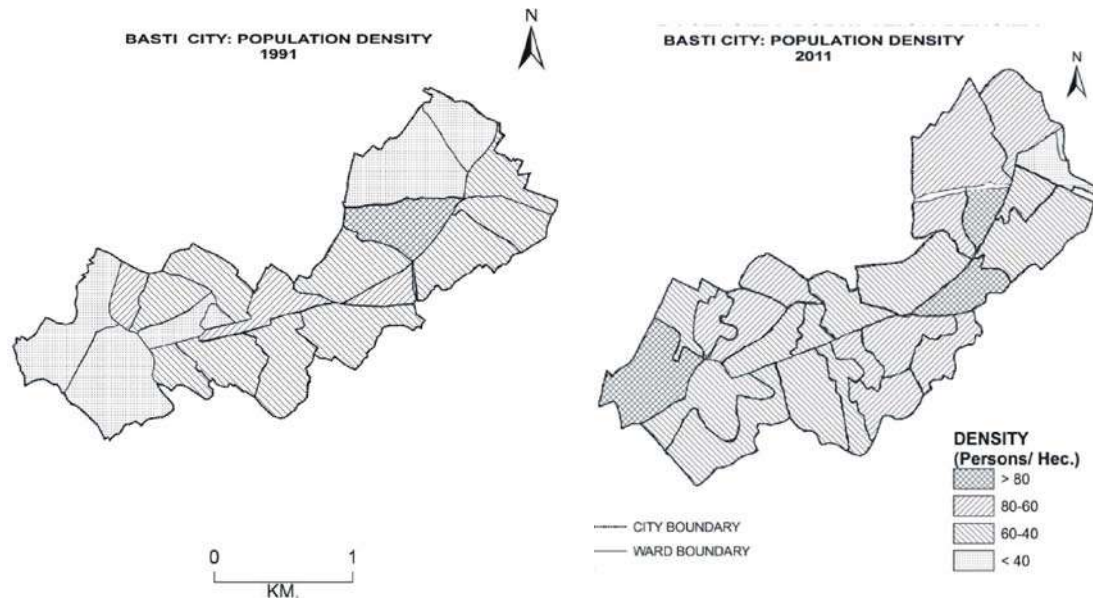 BASTI CITY: POPULATION DENSITY
1991
N
0 1
KM.
BASTI CITY: POPULATION DENSITY
2011
N
DENSITY
(Persons/ Hec.)
> 80
80-60
60-40
< 40
CITY BOUNDARY
WARD BOUNDARY